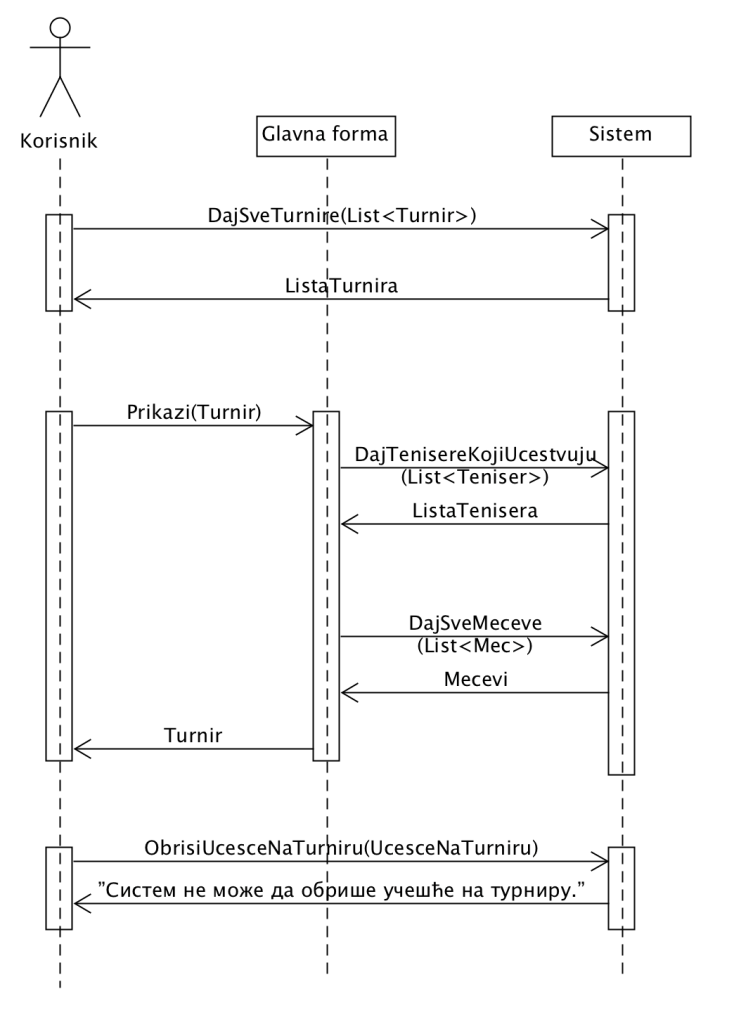 Korisnik
Glavna forma
Sistem
DajSveTurnire(List<Turnir>)
ListaTurnira
Prikazi(Turnir)
DajTenisereKojiUcestvuju
(List<Teniser>)
ListaTenisera
DajSveMeceve
(List<Mec>)
Mecevi
Turnir
ObrisiUcesceNaTurniru(UcesceNaTurniru)
”Систем не може да обрише учешће на турниру.”